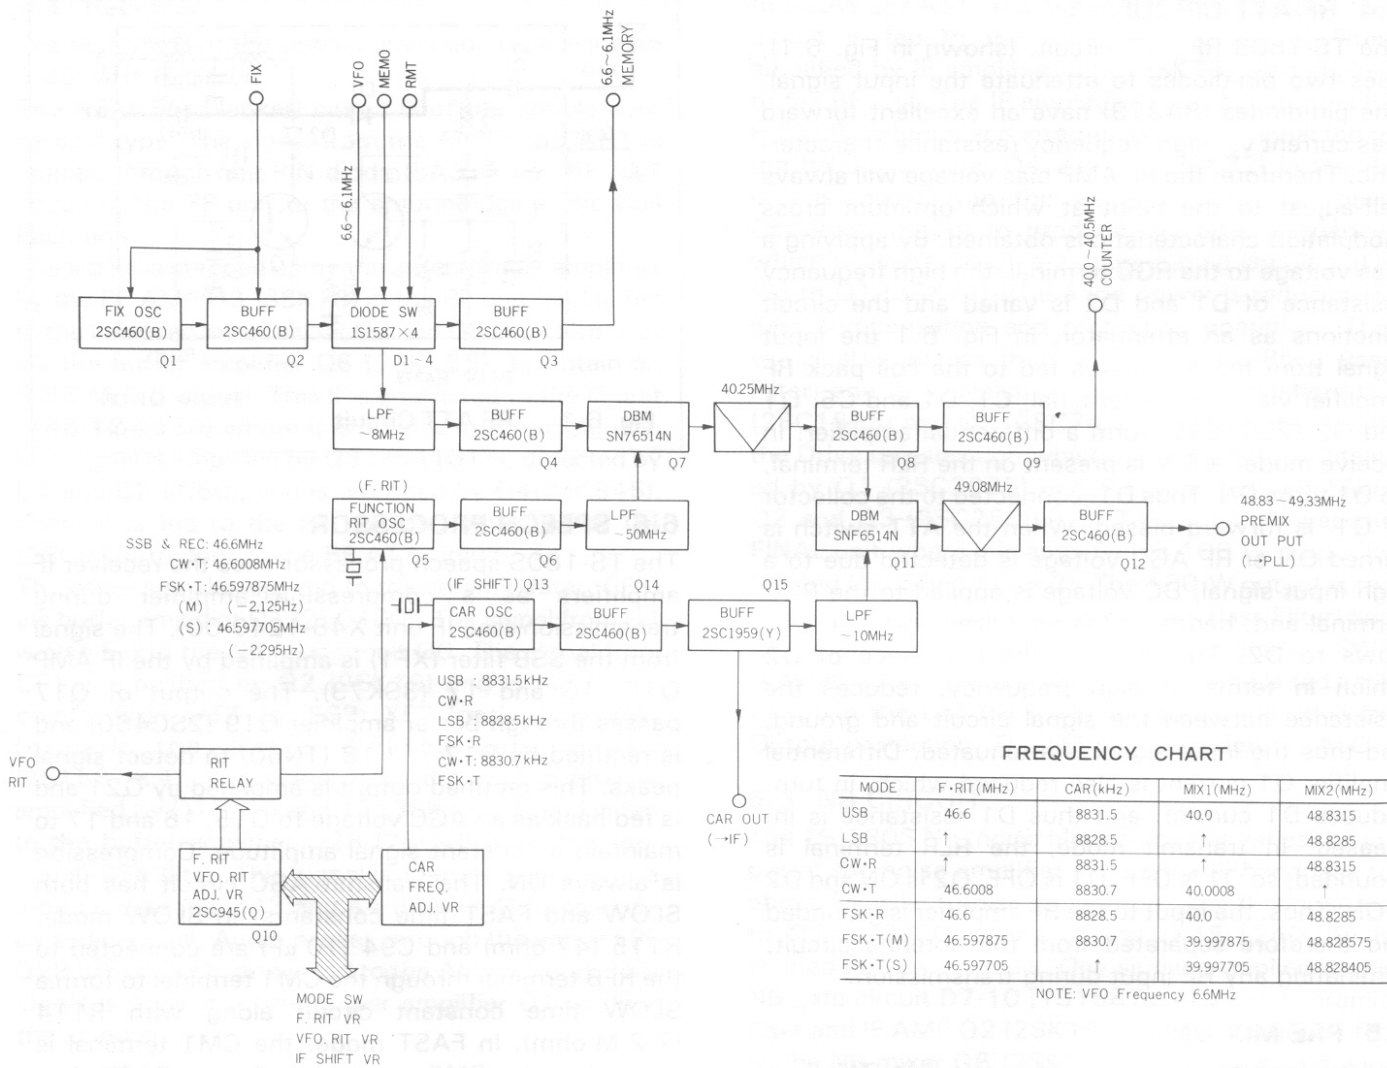 FIX
VFO
MEMO
RMT
6.6~6.1MHz
MEMORY
6.6~6.1MHz
40.0~40.5MHz
COUNTER
FIX OSC
2SC460(B)
Q1
BUFF
2SC460(B)
Q2
DIODE SW
1S1587×4
D1~4
BUFF
2SC460(B)
Q3
LPF
~8MHz
BUFF
2SC460(B)
Q4
DBM
SN76514N
Q7
40.25MHz
BUFF
2SC460(B)
Q8
BUFF
2SC460(B)
Q9
(F. RIT)
FUNCTION
RIT OSC
2SC460(B)
Q5
BUFF
2SC460(B)
Q6
LPF
~50MHz
DBM
SNF6514N
Q11
49.08MHz
BUFF
2SC460(B)
Q12
48.83~49.33MHz
PREMIX
OUT PUT
(→PLL)
SSB & REC: 46.6MHz
CW・T: 46.6008MHz
FSK・T: 46.597875MHz
(M) (−2,125Hz)
(S): 46.597705MHz
(−2,295Hz)
(IF SHIFT) Q13
CAR OSC
2SC460(B)
Q14
BUFF
2SC460(B)
Q15
BUFF
2SC1959(Y)
LPF
~10MHz
USB : 8831.5kHz
CW・R
LSB: 8828.5kHz
FSK・R
CW・T: 8830.7kHz
FSK・T
CAR OUT
(→IF)
VFO
RIT
RIT
RELAY
F. RIT
VFO. RIT
ADJ. VR
2SC945(Q)
Q10
CAR
FREQ.
ADJ. VR
MODE SW
F. RIT VR
VFO. RIT VR
IF SHIFT VR
FREQUENCY CHART
MODE F・RIT(MHz) CAR(kHz) MIX1(MHz) MIX2(MHz)
USB 46.6 8831.5 40.0 48.8315
LSB ↑ 8828.5 ↑ 48.8285
CW・R ↑ 8831.5 ↑ 48.8315
CW・T 46.6008 8830.7 40.0008 ↑
FSK・R 46.6 8828.5 40.0 48.8285
FSK・T(M) 46.597875 8830.7 39.997875 48.828575
FSK・T(S) 46.597705 ↑ 39.997705 48.828405
NOTE: VFO Frequency 6.6MHz